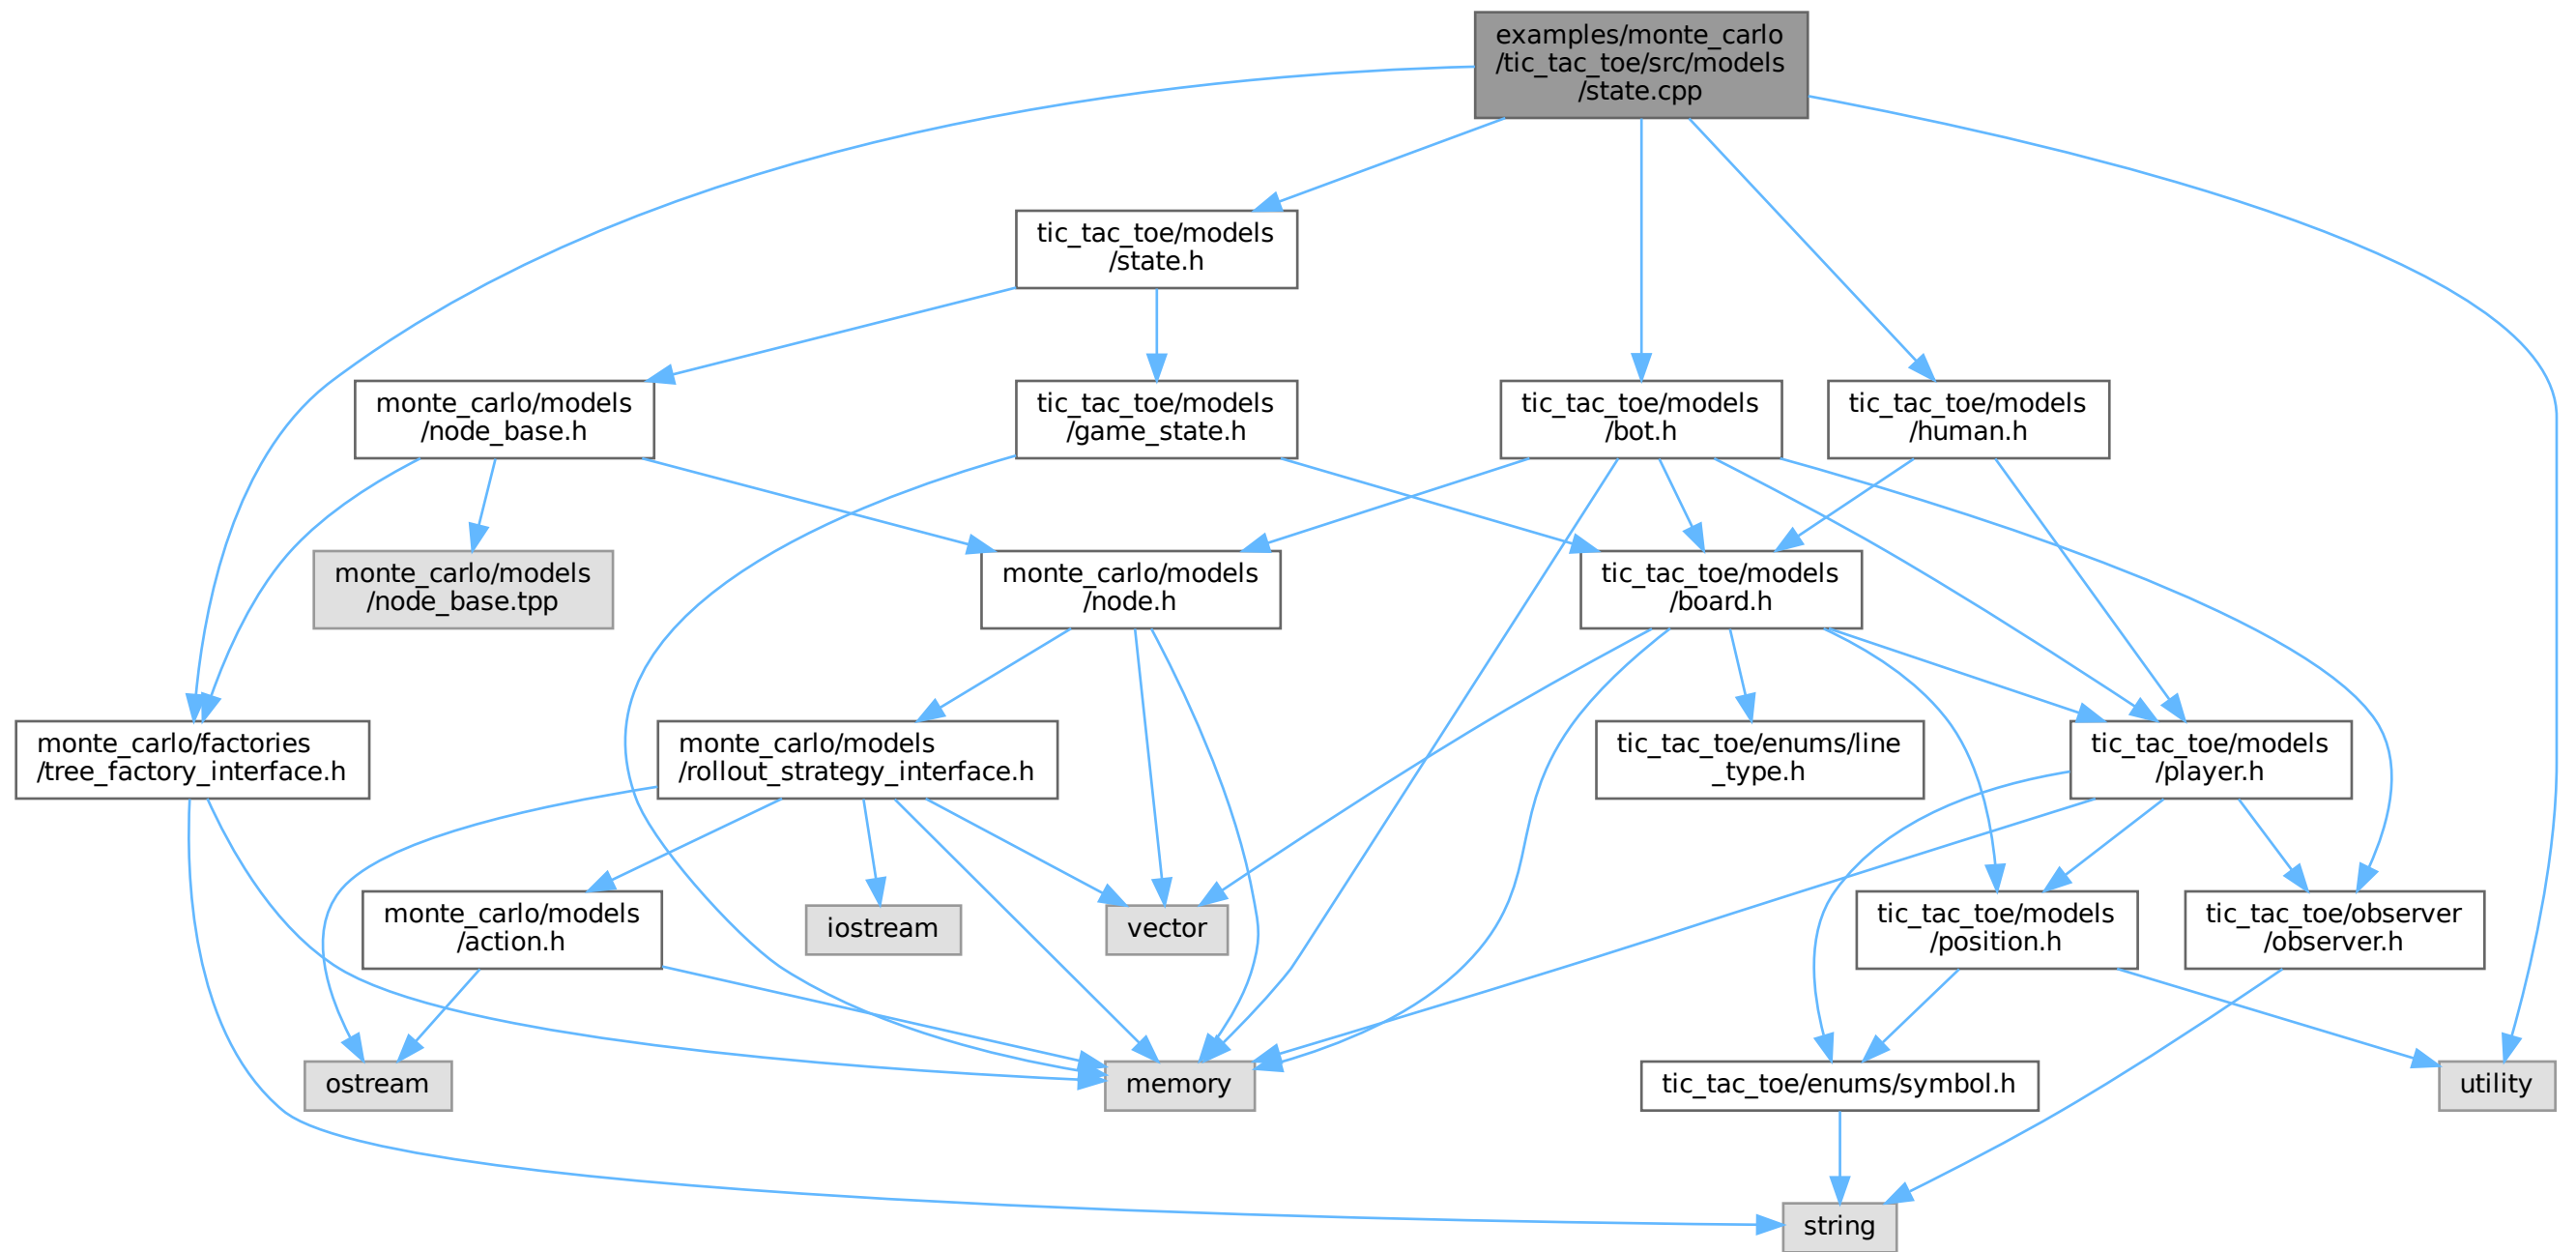 examples/monte_carlo
/tic_tac_toe/src/models
/state.cpp
tic_tac_toe/models
/state.h
monte_carlo/models
/node_base.h
tic_tac_toe/models
/game_state.h
tic_tac_toe/models
/bot.h
tic_tac_toe/models
/human.h
monte_carlo/models
/node_base.tpp
monte_carlo/models
/node.h
tic_tac_toe/models
/board.h
monte_carlo/factories
/tree_factory_interface.h
monte_carlo/models
/rollout_strategy_interface.h
tic_tac_toe/enums/line
_type.h
tic_tac_toe/models
/player.h
monte_carlo/models
/action.h
iostream
vector
tic_tac_toe/models
/position.h
tic_tac_toe/observer
/observer.h
ostream
memory
tic_tac_toe/enums/symbol.h
utility
string